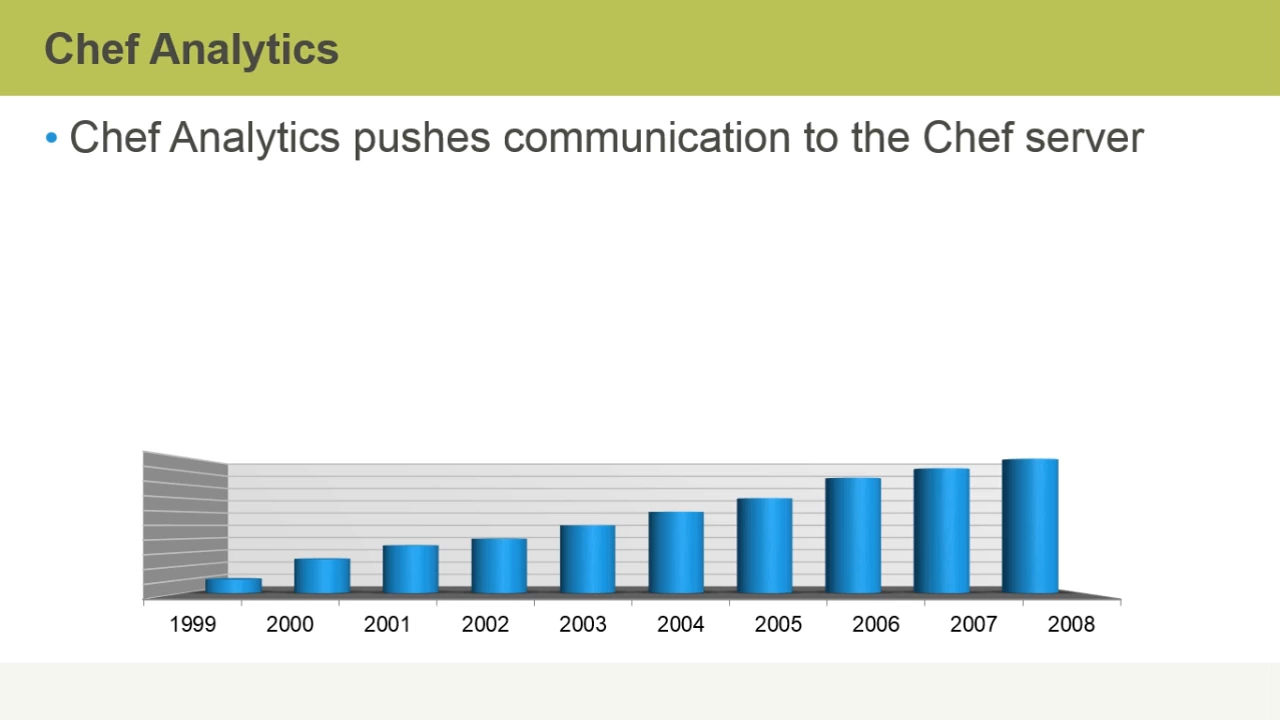 Chef Analytics
• Chef Analytics pushes communication to the Chef server
1999 2000 2001 2002 2003 2004 2005 2006 2007 2008